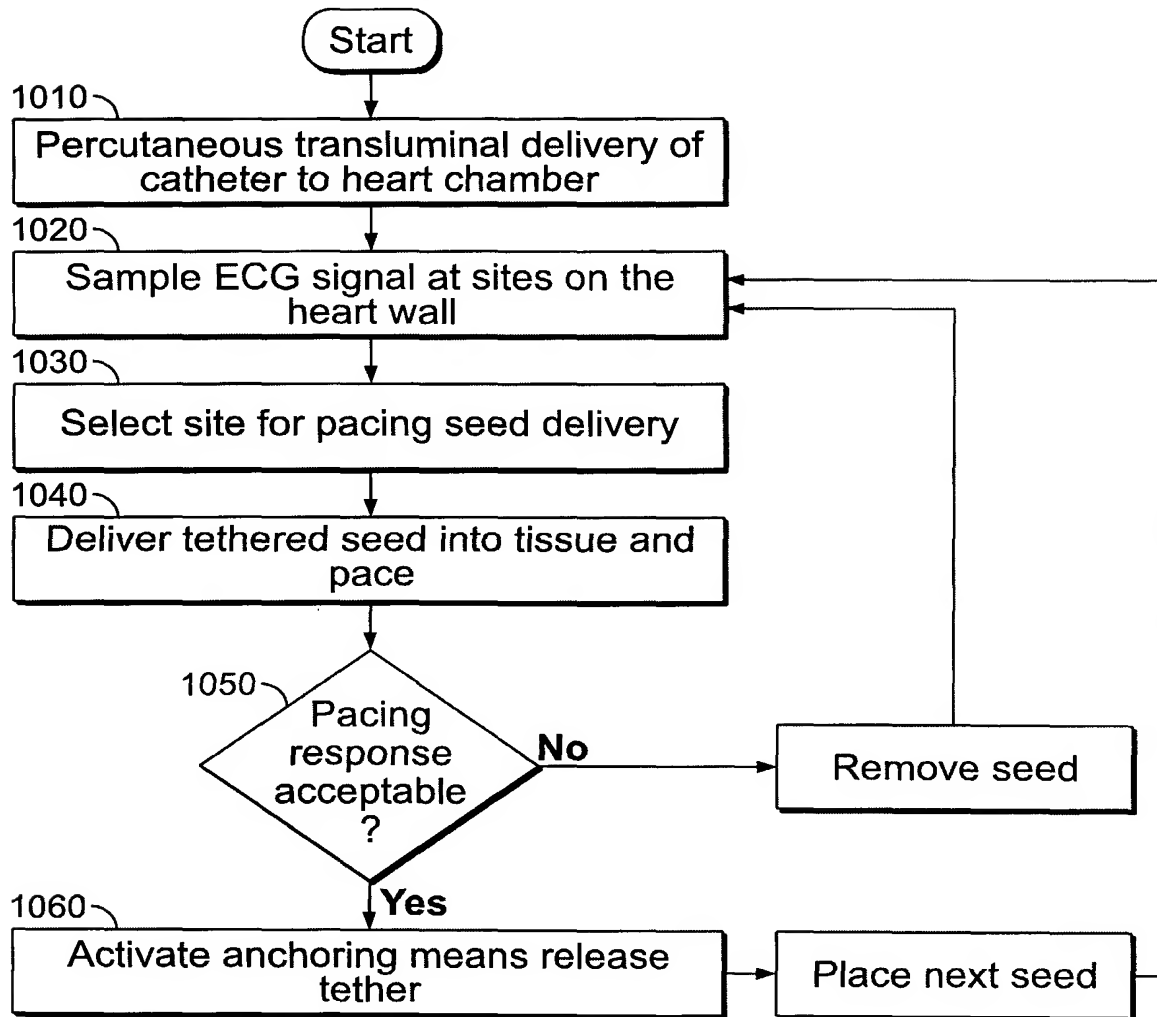 Start
1010
Percutaneous transluminal delivery of
catheter to heart chamber
1020
Sample ECG signal at sites on the
heart wall
1030
Select site for pacing seed delivery
1040
Deliver tethered seed into tissue and
pace
1050
Pacing
response
acceptable
?
No
Remove seed
Yes
1060
Activate anchoring means release
tether
Place next seed